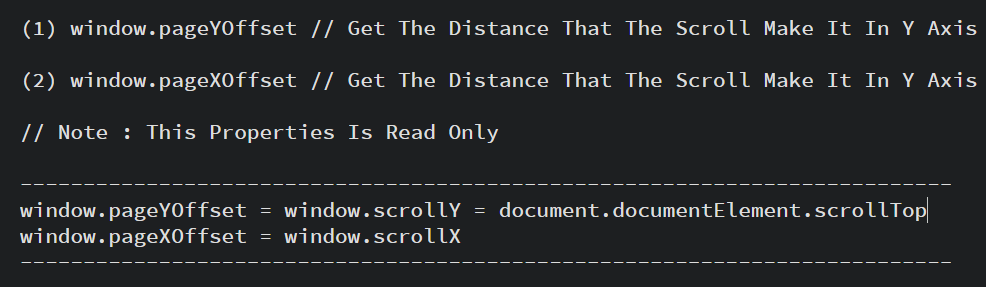 (1) window.pageYOffset // Get The Distance That The Scroll Make It In Y Axis
(2) window.pageXOffset // Get The Distance That The Scroll Make It In Y Axis
// Note : This Properties Is Read Only
--------------------------------------------------------------------------
window.pageYOffset = window.scrollY = document.documentElement.scrollTop
window.pageXOffset = window.scrollX
--------------------------------------------------------------------------